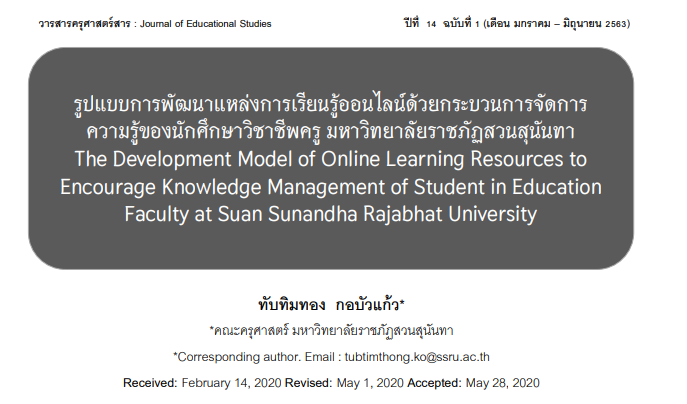 วารสารครุศาสตร์สาร : Journal of Educational Studies
ปีที่ 14 ฉบับที่ 1 (เดือน มกราคม – มิถุนายน 2563)
รูปแบบการพัฒนาแหล่งการเรียนรู้ออนไลน์ด้วยกระบวนการจัดการ
ความรู้ของนักศึกษาวิชาชีพครู มหาวิทยาลัยราชภัฏสวนสุนันทา
The Development Model of Online Learning Resources to
Encourage Knowledge Management of Student in Education
Faculty at Suan Sunandha Rajabhat University
ทับทิมทอง กอบัวแก้ว*
*คณะครุศาสตร์ มหาวิทยาลัยราชภัฏสวนสุนันทา
*Corresponding author. Email : tubtimthong.ko@ssru.ac.th
Received: February 14, 2020 Revised: May 1, 2020 Accepted: May 28, 2020